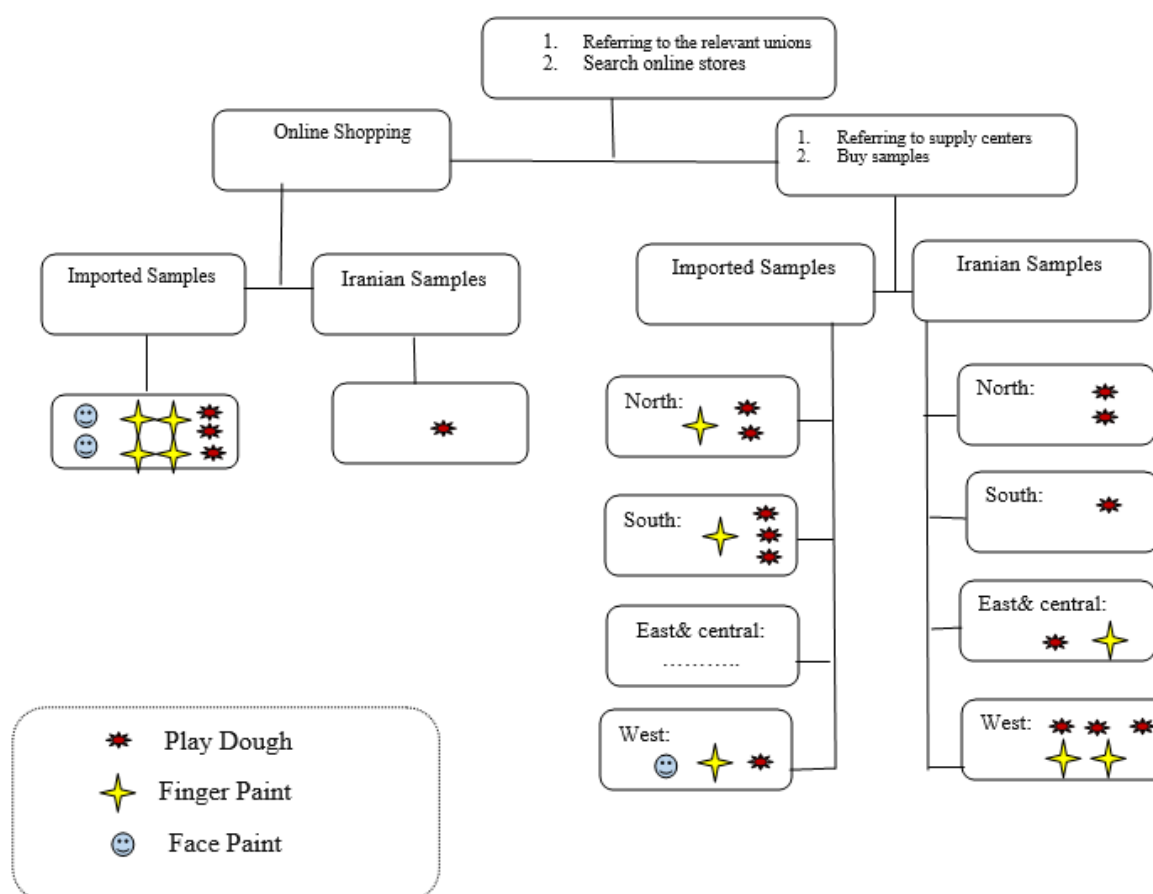 1. Referring to the relevant unions
2. Search online stores
Online Shopping
1. Referring to supply centers
2. Buy samples
Imported Samples
Iranian Samples
Imported Samples
Iranian Samples
North:
South:
East& central:
...........
West:
North:
South:
East& central:
West:
Play Dough
Finger Paint
Face Paint